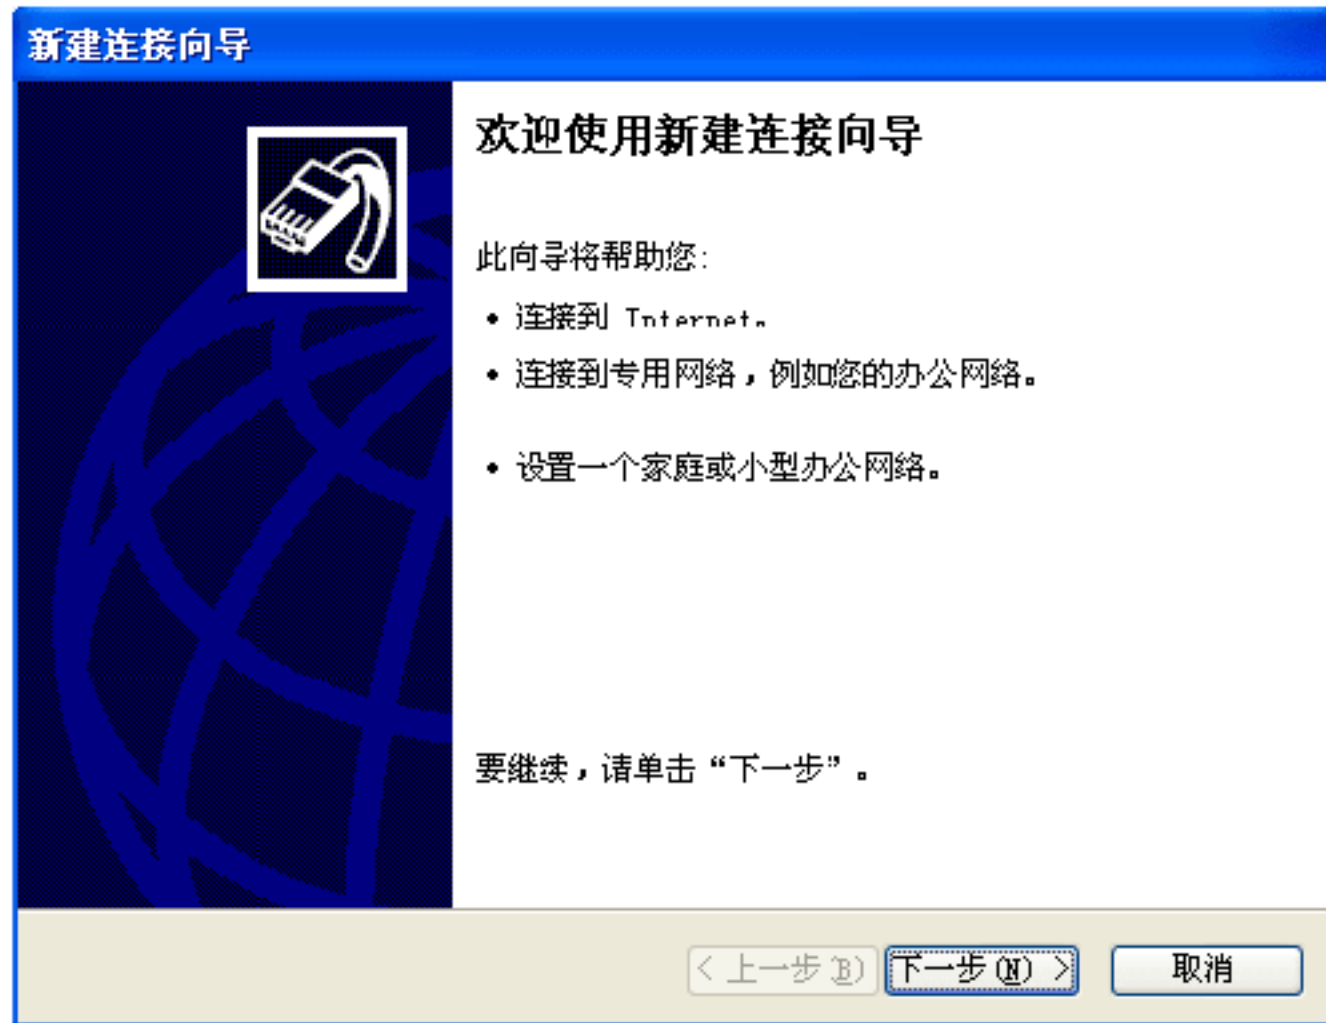 新建连接向导
欢迎使用新建连接向导
此向导将帮助您:
• 连接到 Internet。
• 连接到专用网络，例如您的办公网络。
• 设置一个家庭或小型办公网络。
要继续，请单击“下一步”。
< 上一步(B) 下一步(N) > 取消